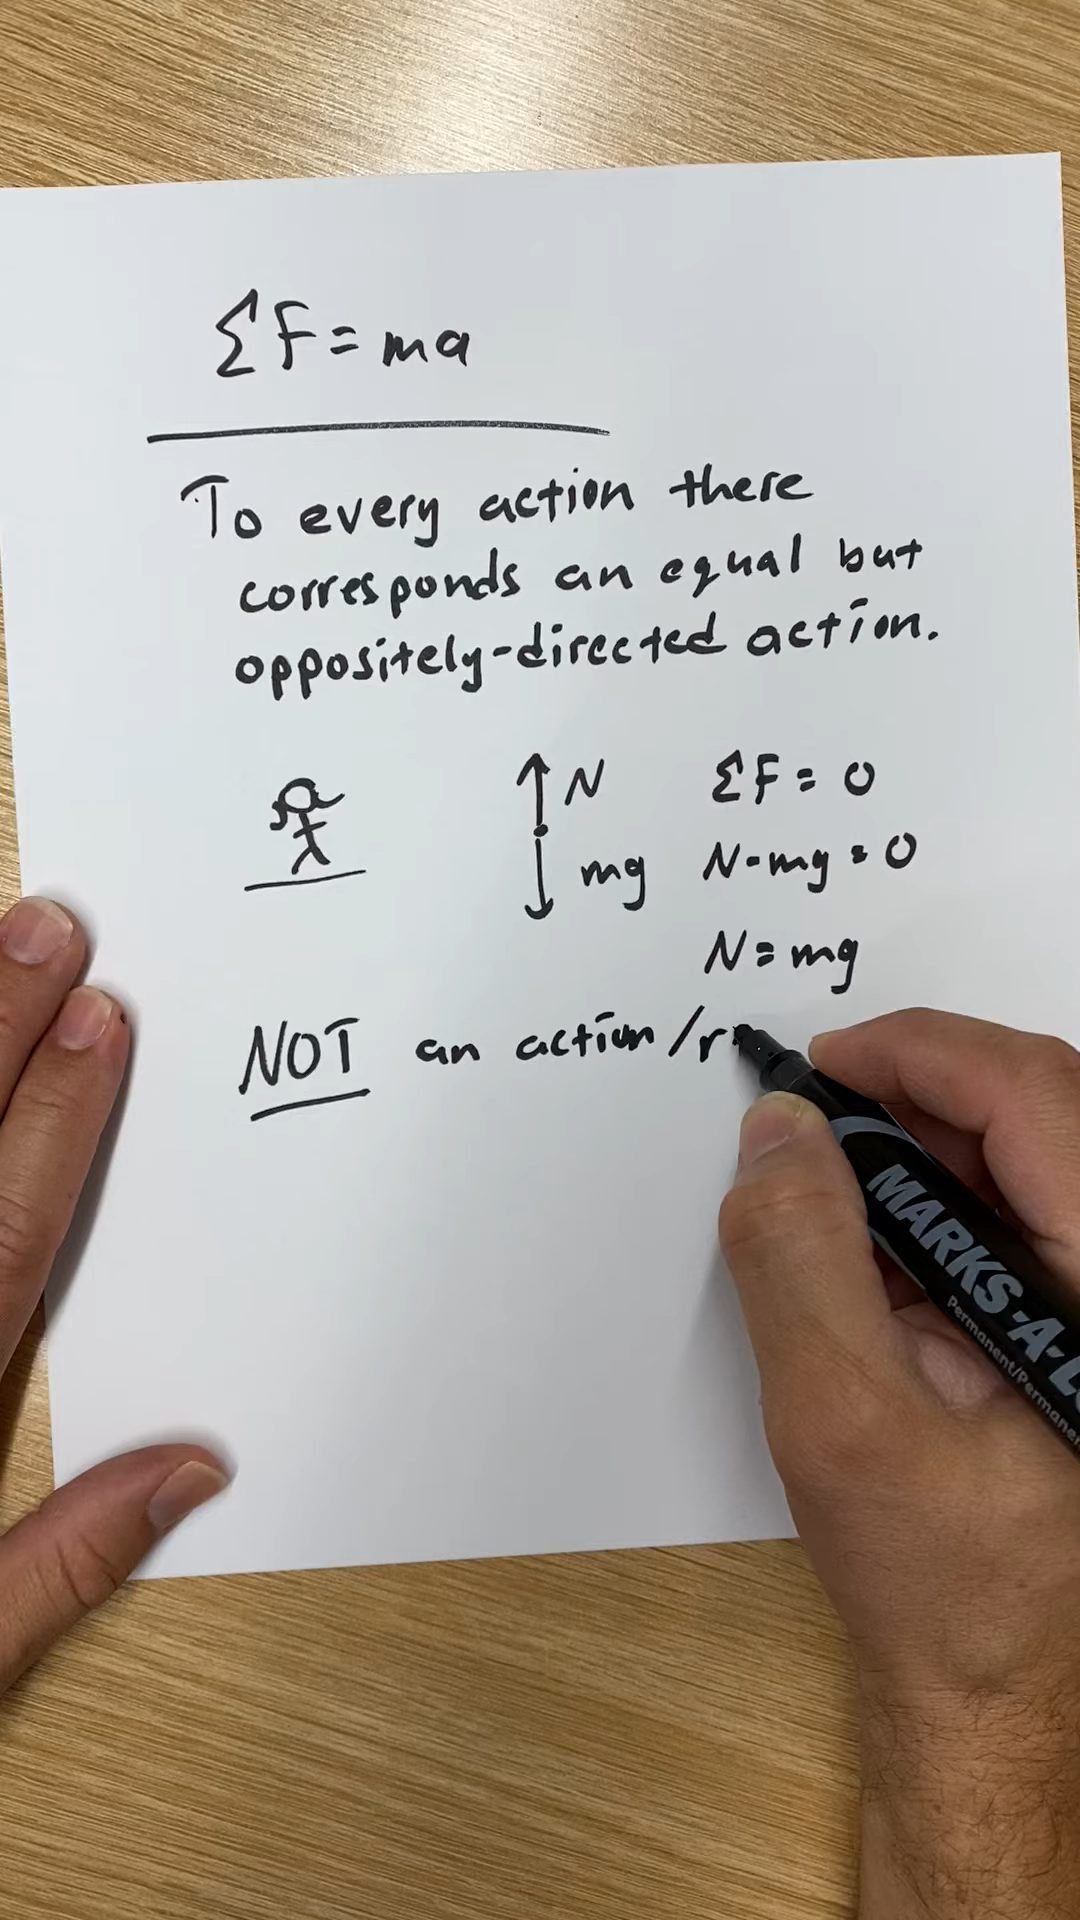 ΣF = ma
To every action there
corresponds an equal but
oppositely-directed action.
N
mg
ΣF = 0
N - mg = 0
N = mg
NOT an action/r
MARKS-A-L
Permanent/Permanen